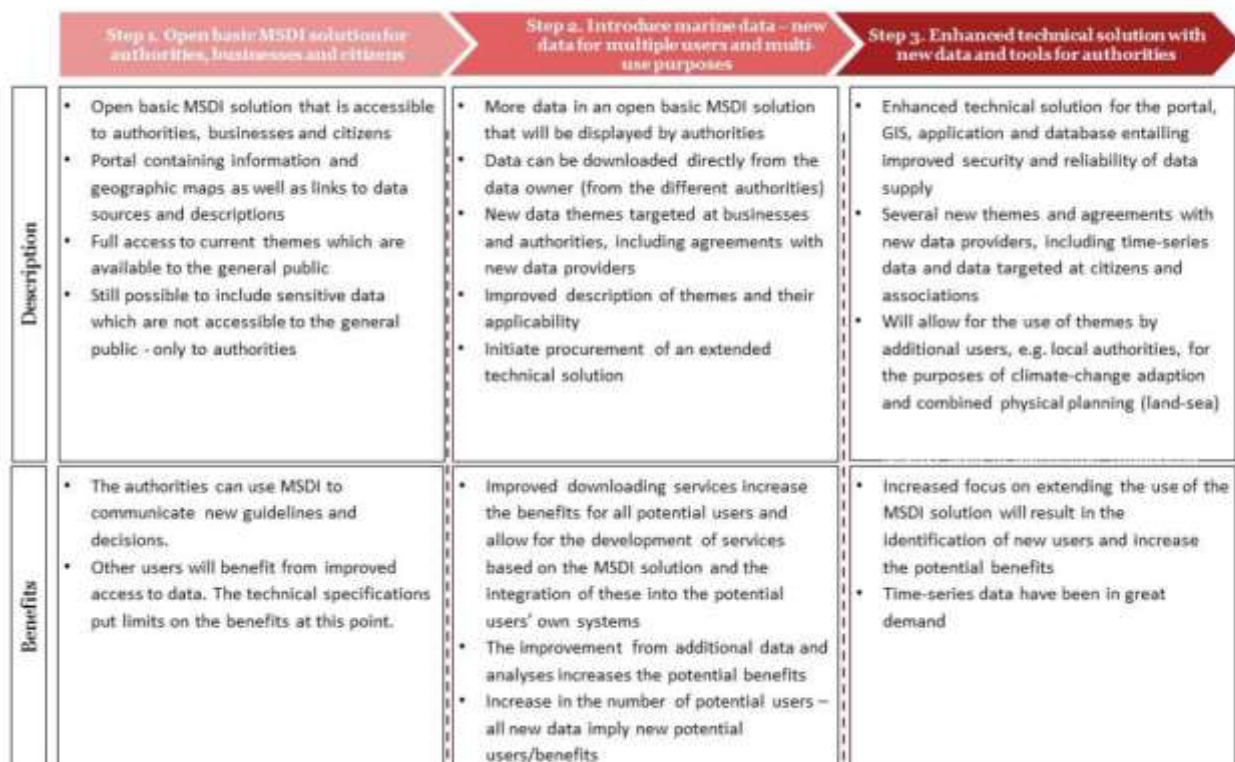 Step 1. Open basic MSDI solution for
authorities, businesses and citizens
Step 2. Introduce marine data – new
data for multiple users and multi-
use purposes
Step 3. Enhanced technical solution with
new data and tools for authorities
Description
• Open basic MSDI solution that is accessible
to authorities, businesses and citizens
• Portal containing information and
geographic maps as well as links to data
sources and descriptions
• Full access to current themes which are
available to the general public
• Still possible to include sensitive data
which are not accessible to the general
public - only to authorities
• More data in an open basic MSDI solution
that will be displayed by authorities
• Data can be downloaded directly from the
data owner (from the different authorities)
• New data themes targeted at businesses
and authorities, including agreements with
new data providers
• Improved description of themes and their
applicability
• Initiate procurement of an extended
technical solution
• Enhanced technical solution for the portal,
GIS, application and database entailing
improved security and reliability of data
supply
• Several new themes and agreements with
new data providers, including time-series
data and data targeted at citizens and
associations
• Will allow for the use of themes by
additional users, e.g. local authorities, for
the purposes of climate-change adaption
and combined physical planning (land-sea)
Benefits
• The authorities can use MSDI to
communicate new guidelines and
decisions.
• Other users will benefit from improved
access to data. The technical specifications
put limits on the benefits at this point.
• Improved downloading services increase
the benefits for all potential users and
allow for the development of services
based on the MSDI solution and the
integration of these into the potential
users' own systems
• The improvement from additional data and
analyses increases the potential benefits
• Increase in the number of potential users –
all new data imply new potential
users/benefits
• Increased focus on extending the use of the
MSDI solution will result in the
identification of new users and increase
the potential benefits
• Time-series data have been in great
demand